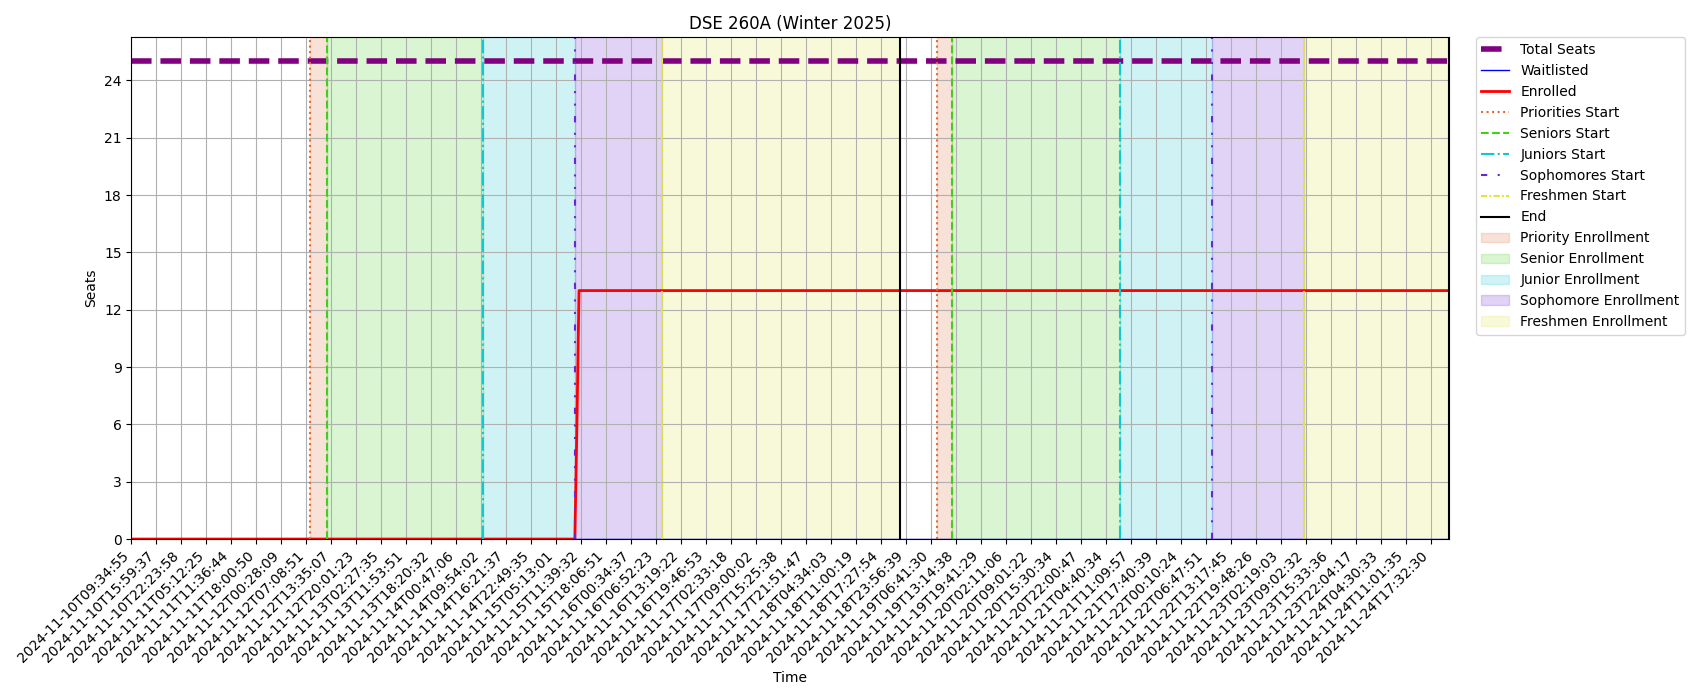 DSE 260A (Winter 2025)
Total Seats
Waitlisted
Enrolled
Priorities Start
Seniors Start
Juniors Start
Sophomores Start
Freshmen Start
End
Priority Enrollment
Senior Enrollment
Junior Enrollment
Sophomore Enrollment
Freshmen Enrollment
Seats
24
21
18
15
12
9
6
3
0
2024-11-10T09:34:55
2024-11-10T15:59:37
2024-11-10T22:23:58
2024-11-11T05:12:25
2024-11-11T11:36:44
2024-11-11T18:00:50
2024-11-12T00:28:09
2024-11-12T07:08:51
2024-11-12T13:35:07
2024-11-12T20:01:23
2024-11-13T03:27:35
2024-11-13T11:53:51
2024-11-13T18:20:32
2024-11-14T00:47:06
2024-11-14T09:54:02
2024-11-14T16:21:37
2024-11-14T22:49:35
2024-11-15T05:13:01
2024-11-15T11:39:32
2024-11-15T18:06:51
2024-11-16T00:34:37
2024-11-16T06:52:23
2024-11-16T13:19:22
2024-11-16T19:46:53
2024-11-17T02:33:18
2024-11-17T09:00:02
2024-11-17T15:25:38
2024-11-17T21:51:47
2024-11-18T04:34:03
2024-11-18T11:00:19
2024-11-18T17:27:54
2024-11-18T23:56:39
2024-11-19T06:41:30
2024-11-19T13:14:38
2024-11-19T19:41:29
2024-11-20T02:11:06
2024-11-20T09:01:22
2024-11-20T15:30:34
2024-11-20T22:00:47
2024-11-21T04:40:34
2024-11-21T11:09:57
2024-11-21T17:40:39
2024-11-22T00:10:24
2024-11-22T06:47:51
2024-11-22T13:17:45
2024-11-22T19:48:26
2024-11-23T02:19:03
2024-11-23T09:02:32
2024-11-23T15:33:36
2024-11-23T22:04:17
2024-11-24T04:30:33
2024-11-24T11:01:35
2024-11-24T17:32:30
Time